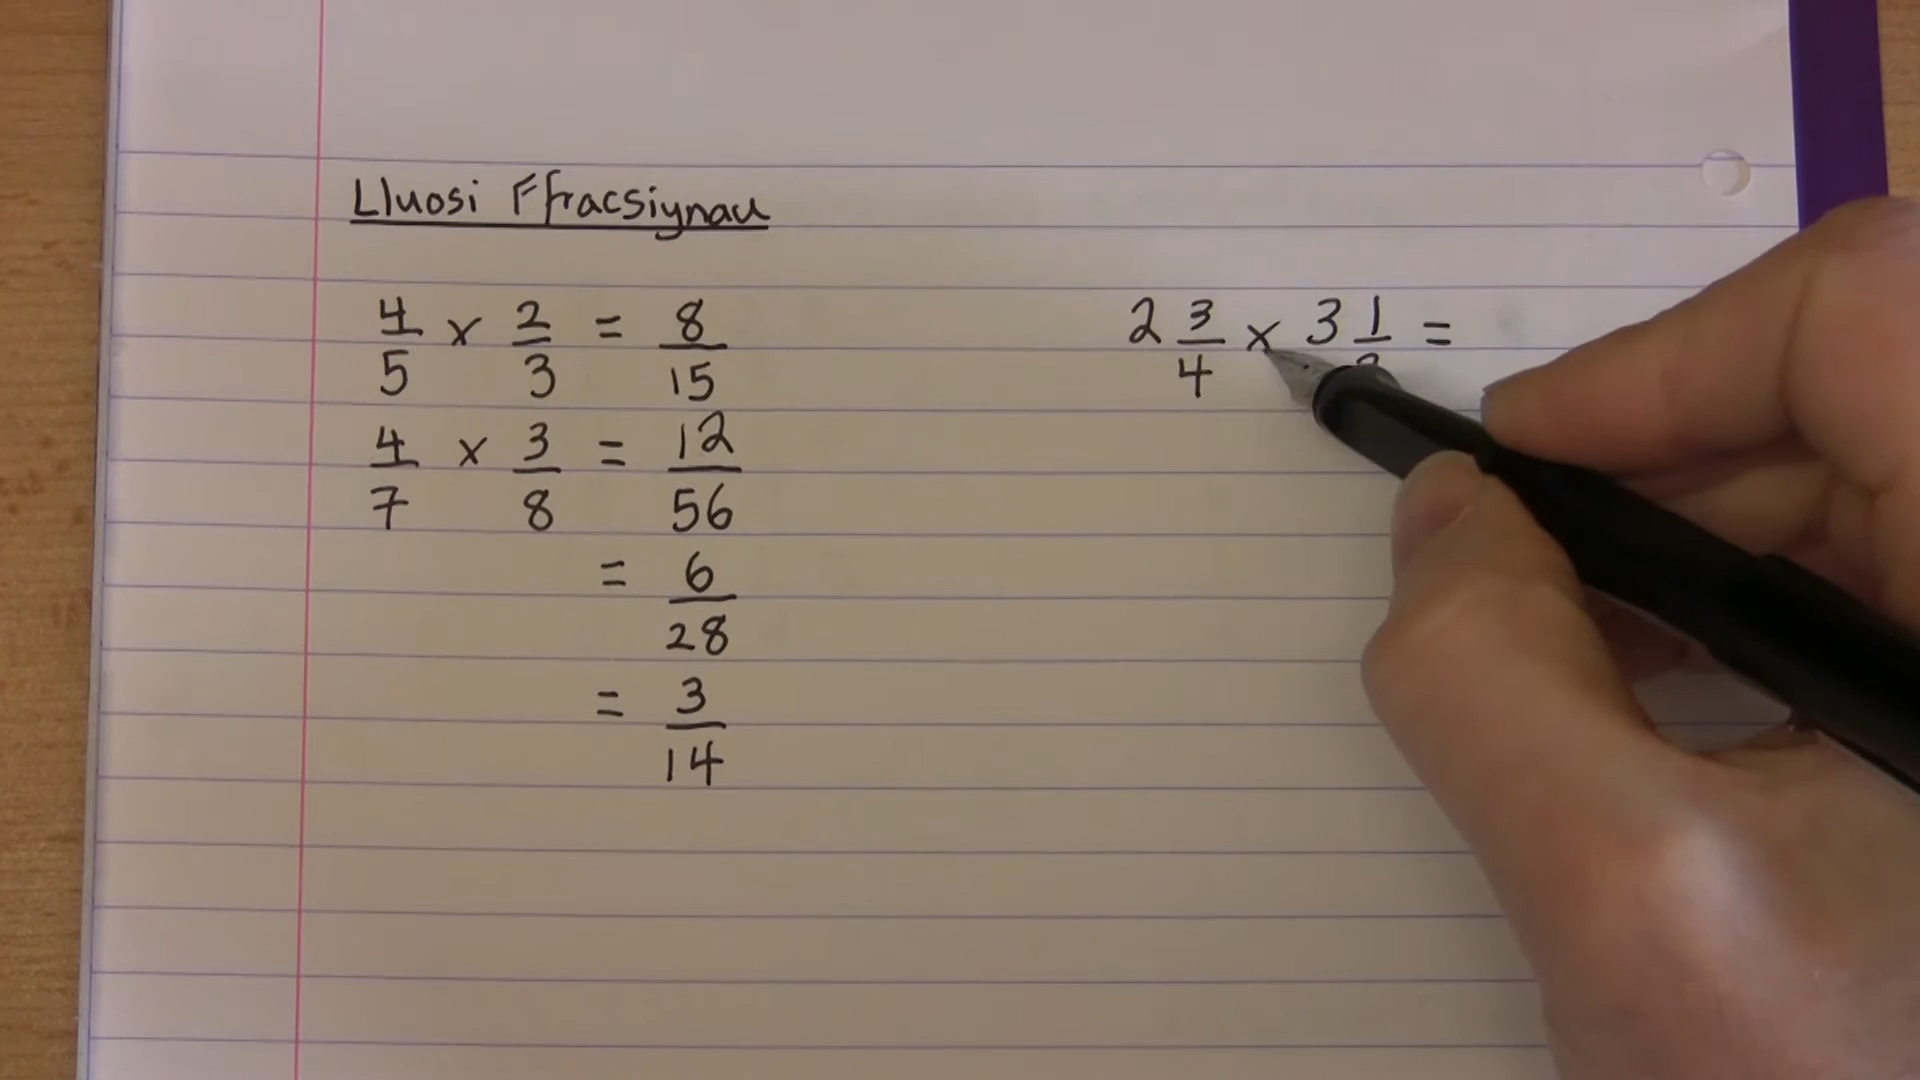 Lluosi Ffracsiynau
4/5 × 2/3 = 8/15
4/7 × 3/8 = 12/56
= 6/28
= 3/14
2 3/4 × 3 1/ =